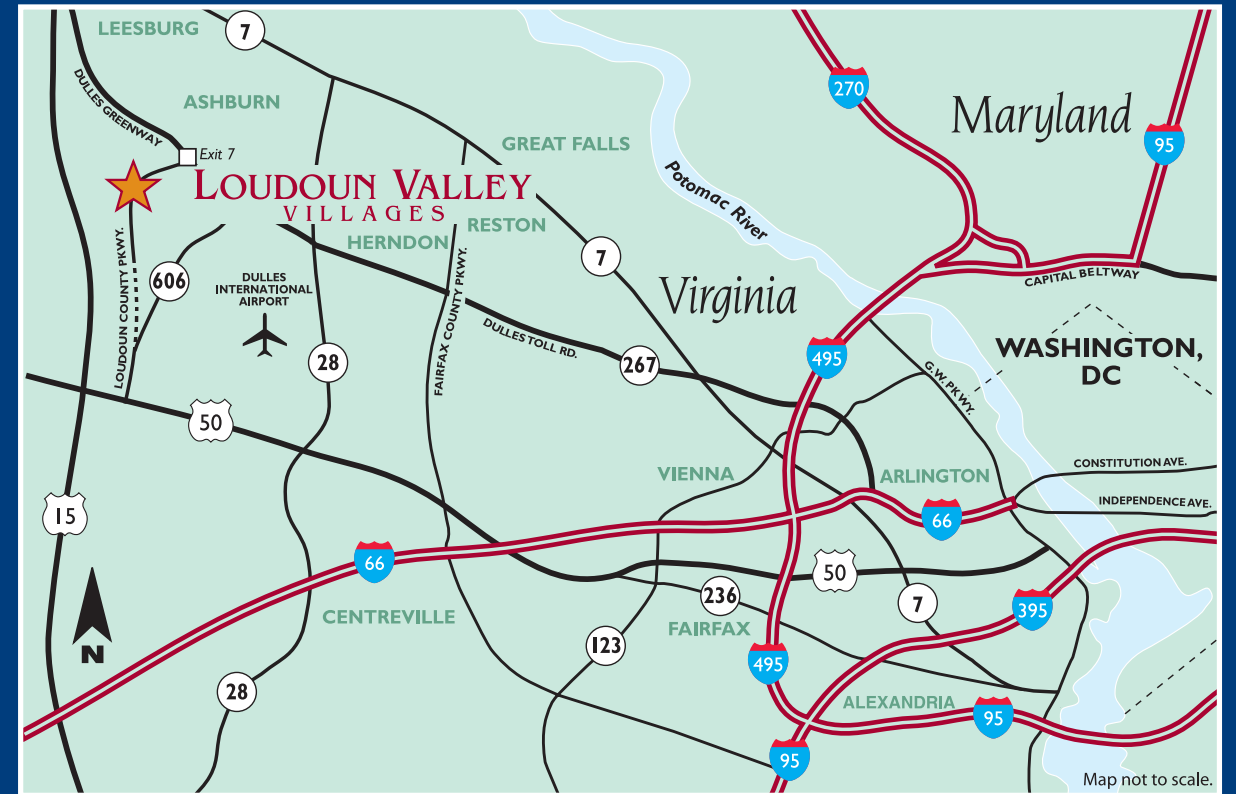 LEESBURG
7
270
Maryland
95
DULLES GREENWAY
ASHBURN
Exit 7
GREAT FALLS
Potomac River
LOUDOUN VALLEY
VILLAGES
RESTON
HERNDON
7
CAPITAL BELTWAY
LOUDOUN COUNTY PKWY.
606
DULLES
INTERNATIONAL
AIRPORT
28
FAIRFAX COUNTY PKWY.
DULLES TOLL RD.
267
Virginia
495
G.W. PKWY.
WASHINGTON,
DC
50
VIENNA
ARLINGTON
CONSTITUTION AVE.
INDEPENDENCE AVE.
15
66
66
50
236
7
395
CENTREVILLE
FAIRFAX
123
495
N
28
ALEXANDRIA
95
95
Map not to scale.